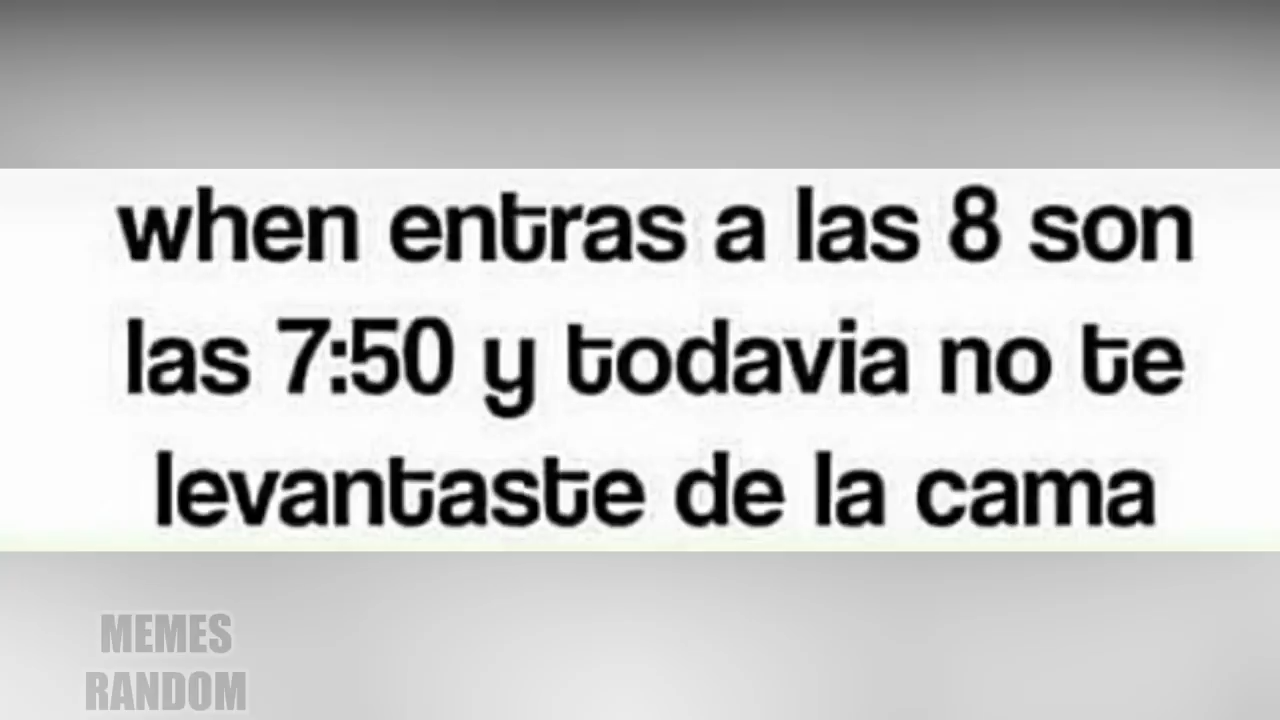 when entras a las 8 son
las 7:50 y todavia no te
levantaste de la cama
MEMES
RANDOM